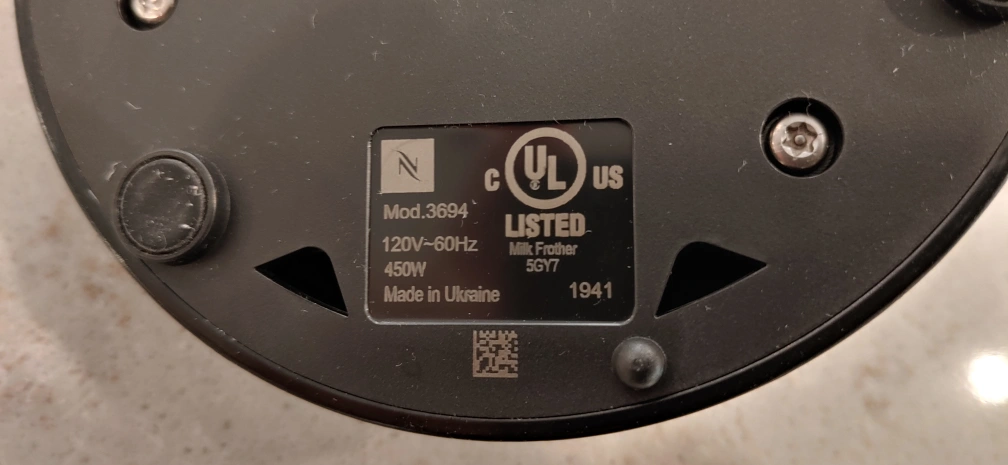 N
Mod.3694
120V~60Hz
450W
Made in Ukraine
C UL US
LISTED
Milk Frother
5GY7
1941